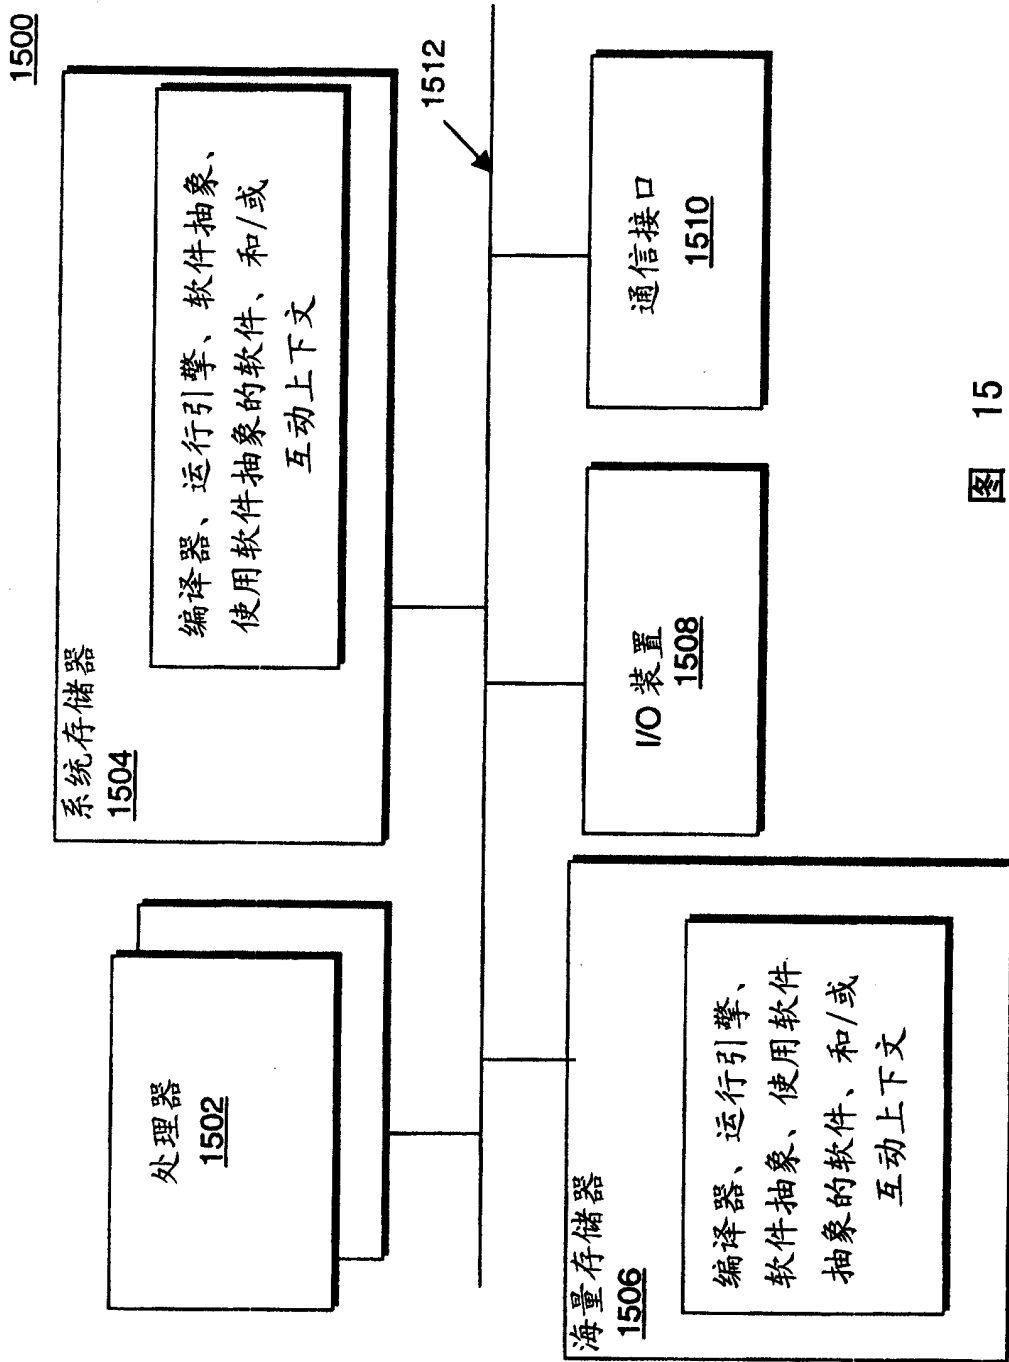 1500
处理器
1502
系统存储器
1504
编译器、运行引擎、软件抽象、
使用软件抽象的软件、和/或
互动上下文
1512
海量存储器
1506
编译器、运行引擎、
软件抽象、使用软件
抽象的软件、和/或
互动上下文
I/O 装置
1508
通信接口
1510
图 15